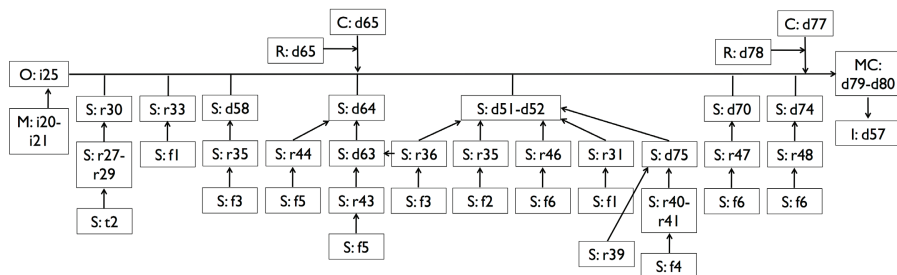 C: d65
C: d77
R: d65
R: d78
O: i25
MC:
d79-d80
M: i20-
i21
S: r30
S: r33
S: d58
S: d64
S: d51-d52
S: d70
S: d74
I: d57
S: r27-
r29
S: f1
S: r35
S: r44
S: d63
S: r36
S: r35
S: r46
S: r31
S: d75
S: r47
S: r48
S: t2
S: f3
S: f5
S: r43
S: f3
S: f2
S: f6
S: f1
S: r40-
r41
S: f6
S: f6
S: f5
S: r39
S: f4